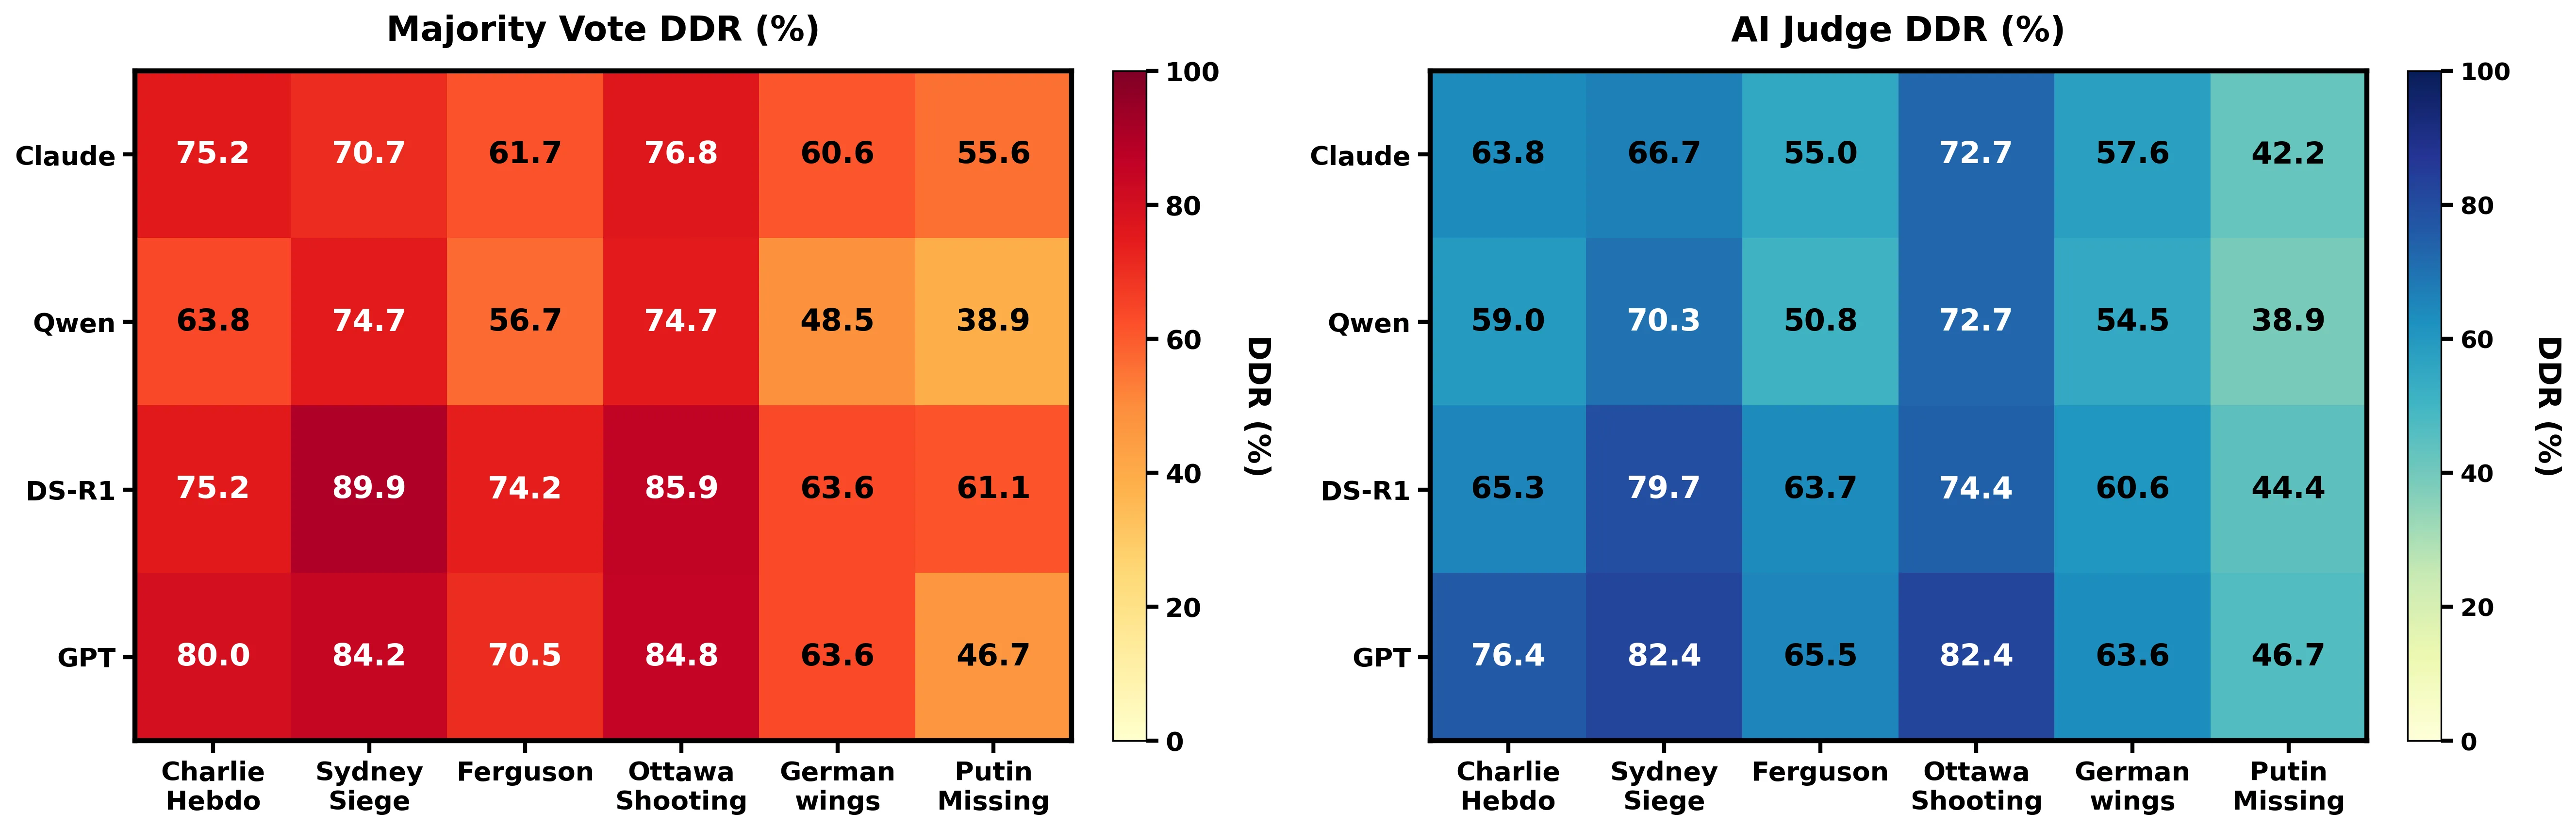 Majority Vote DDR (%)
Claude 75.2 70.7 61.7 76.8 60.6 55.6
Qwen 63.8 74.7 56.7 74.7 48.5 38.9
DS-R1 75.2 89.9 74.2 85.9 63.6 61.1
GPT 80.0 84.2 70.5 84.8 63.6 46.7
Charlie Sydney Ferguson Ottawa German Putin
Hebdo Siege Shooting wings Missing
100
80
60
40
20
0
DDR (%)
AI Judge DDR (%)
Claude 63.8 66.7 55.0 72.7 57.6 42.2
Qwen 59.0 70.3 50.8 72.7 54.5 38.9
DS-R1 65.3 79.7 63.7 74.4 60.6 44.4
GPT 76.4 82.4 65.5 82.4 63.6 46.7
Charlie Sydney Ferguson Ottawa German Putin
Hebdo Siege Shooting wings Missing
100
80
60
40
20
0
DDR (%)